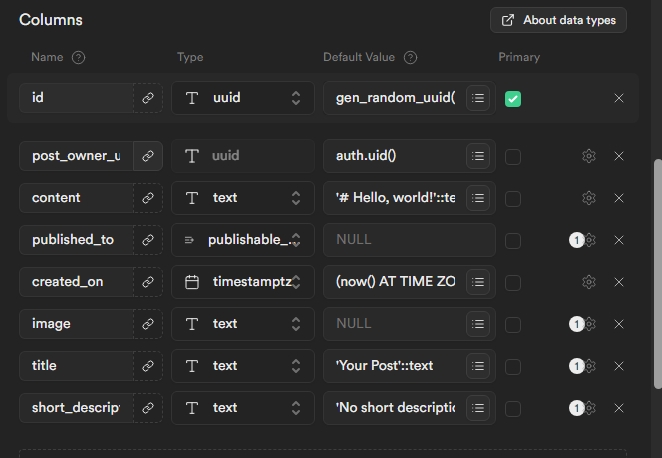 Columns
About data types
Name Type Default Value Primary
id uuid gen_random_uuid(
post_owner_u uuid auth.uid()
content text '# Hello, world!'::te
published_to publishable_... NULL 1
created_on timestamptz (now() AT TIME ZO
image text NULL 1
title text 'Your Post'::text 1
short_descrip text 'No short descriptio 1